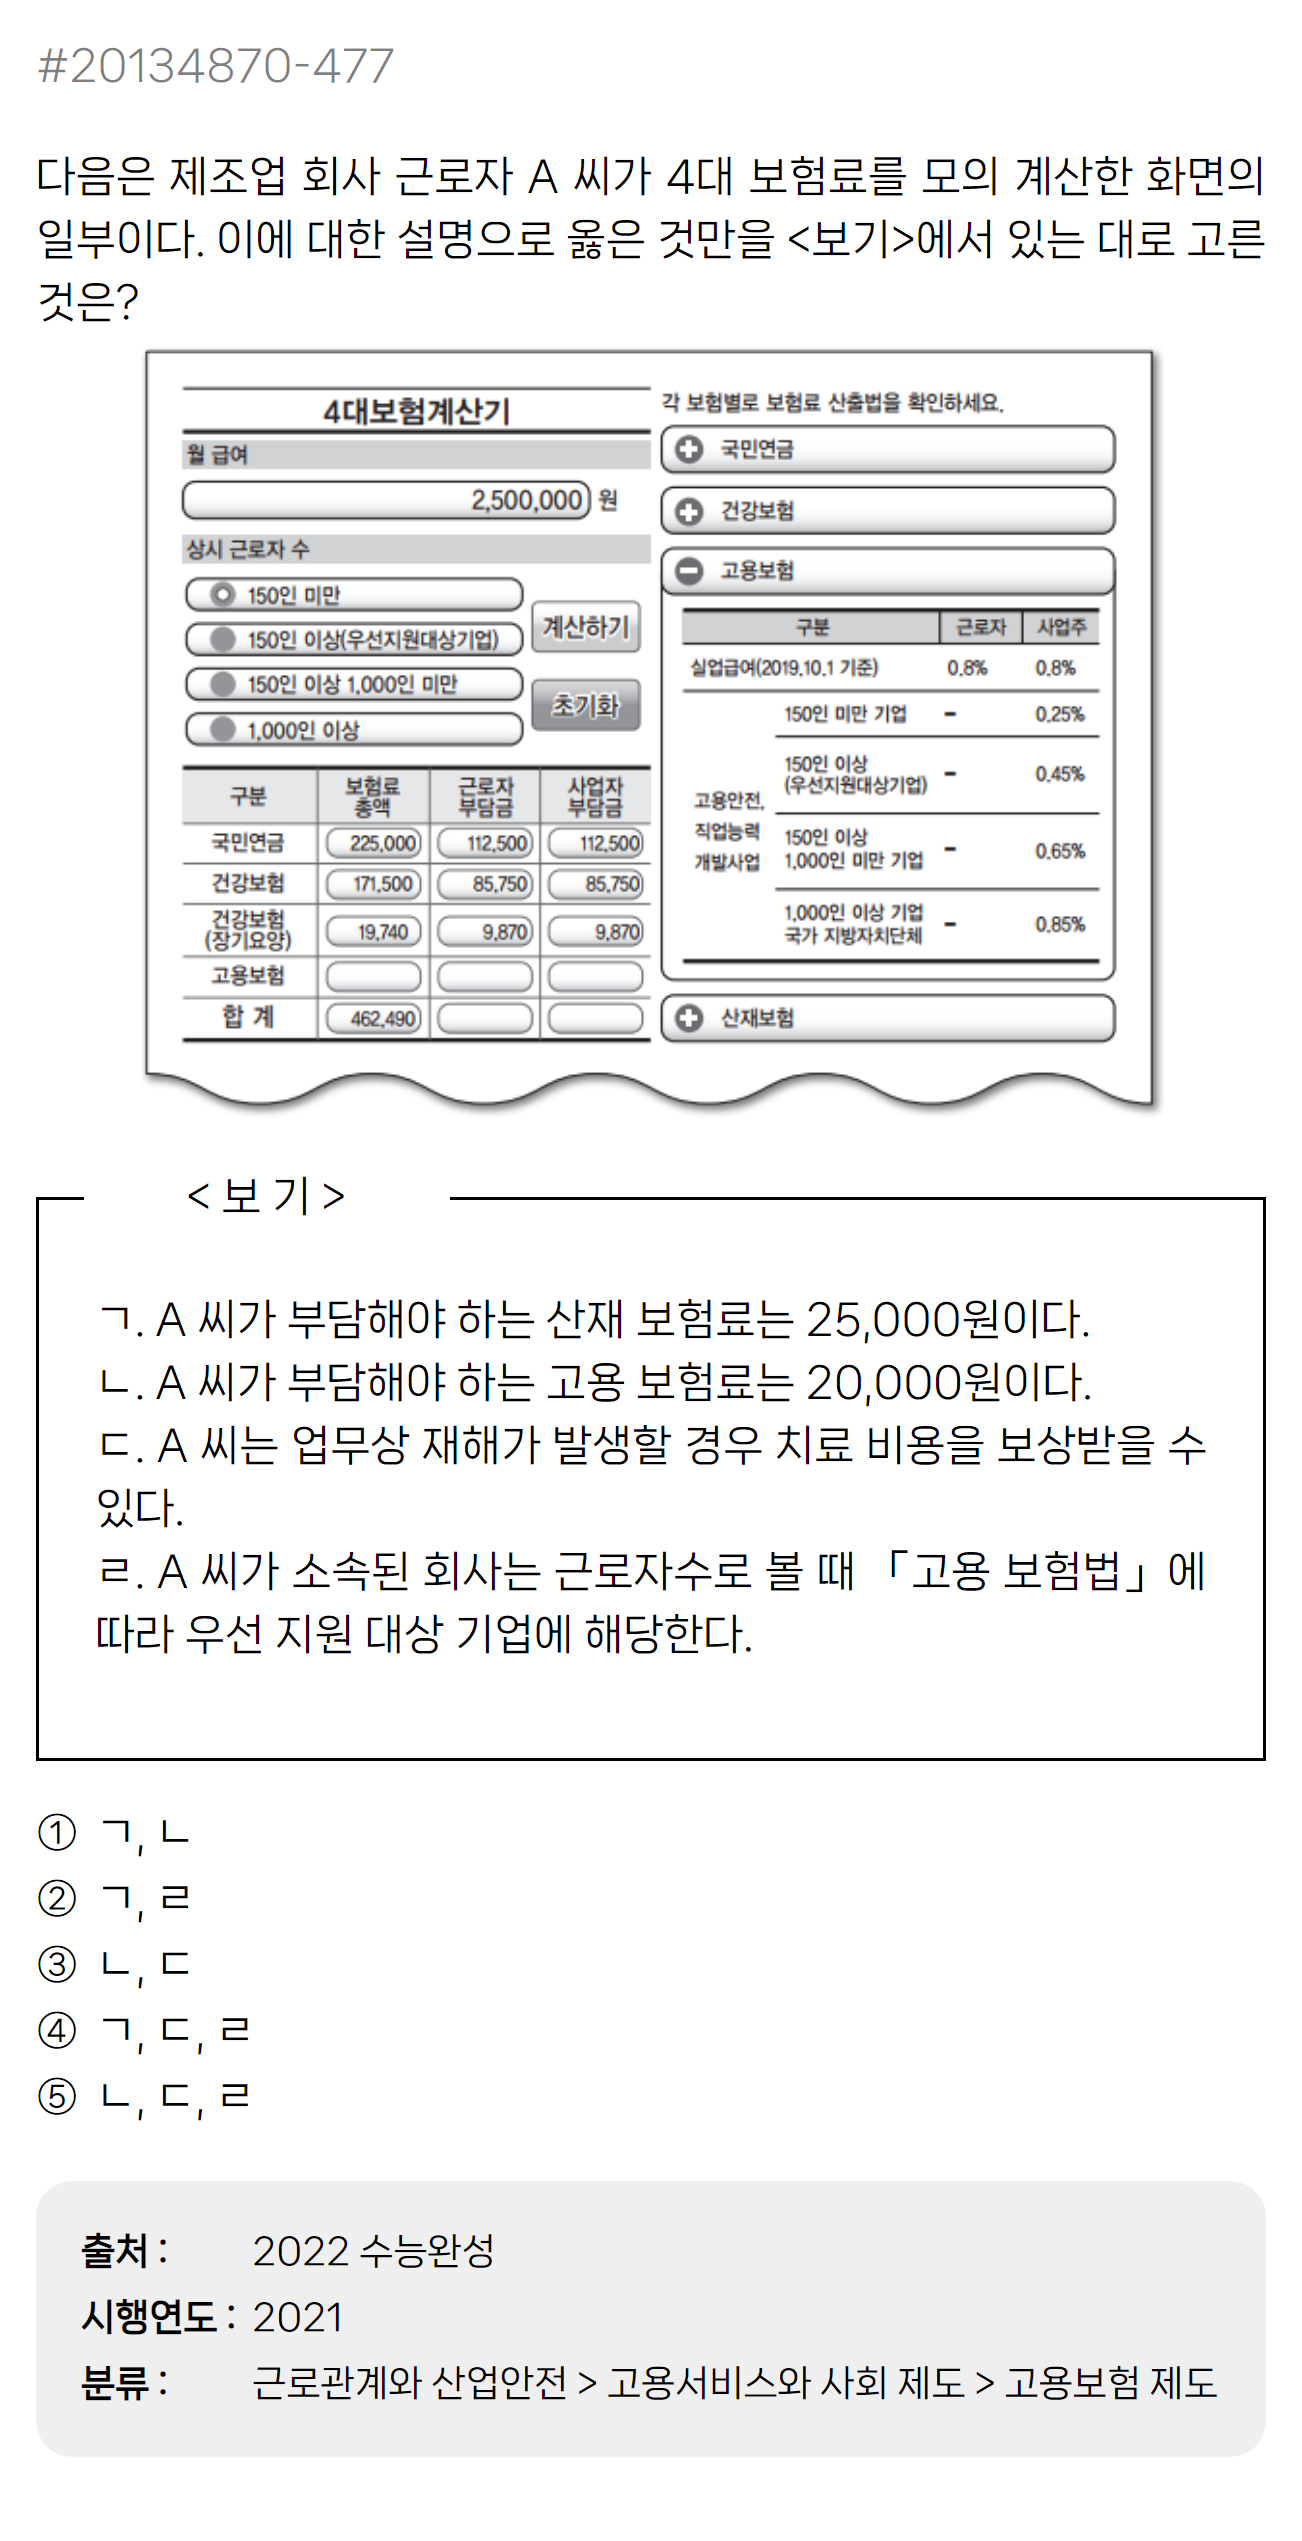 #20134870-477
다음은 제조업 회사 근로자 A 씨가 4대 보험료를 모의 계산한 화면의
일부이다. 이에 대한 설명으로 옳은 것만을 <보기>에서 있는 대로 고른
것은?
4대보험계산기
월 급여
2,500,000 원
상시 근로자 수
150인 미만
150인 이상(우선지원대상기업)
150인 이상 1,000인 미만
1,000인 이상
계산하기
초기화
구분 보험료 총액 근로자 부담금 사업자 부담금
국민연금 225,000 112,500 112,500
건강보험 171,500 85,750 85,750
건강보험 (장기요양) 19,740 9,870 9,870
고용보험
합 계 462,490
각 보험별로 보험료 산출법을 확인하세요.
국민연금
건강보험
고용보험
구분 근로자 사업주
실업급여(2019.10.1 기준) 0.8% 0.8%
고용안전,
직업능력
개발사업
150인 미만 기업 - 0.25%
150인 이상
(우선지원대상기업) - 0.45%
150인 이상
1,000인 미만 기업 - 0.65%
1,000인 이상 기업
국가 지방자치단체 - 0.85%
산재보험
< 보 기 >
ㄱ. A 씨가 부담해야 하는 산재 보험료는 25,000원이다.
ㄴ. A 씨가 부담해야 하는 고용 보험료는 20,000원이다.
ㄷ. A 씨는 업무상 재해가 발생할 경우 치료 비용을 보상받을 수
있다.
ㄹ. A 씨가 소속된 회사는 근로자수로 볼 때 「고용 보험법」에
따라 우선 지원 대상 기업에 해당한다.
① ㄱ, ㄴ
② ㄱ, ㄹ
③ ㄴ, ㄷ
④ ㄱ, ㄷ, ㄹ
⑤ ㄴ, ㄷ, ㄹ
출처 : 2022 수능완성
시행연도 : 2021
분류 : 근로관계와 산업안전 > 고용서비스와 사회 제도 > 고용보험 제도